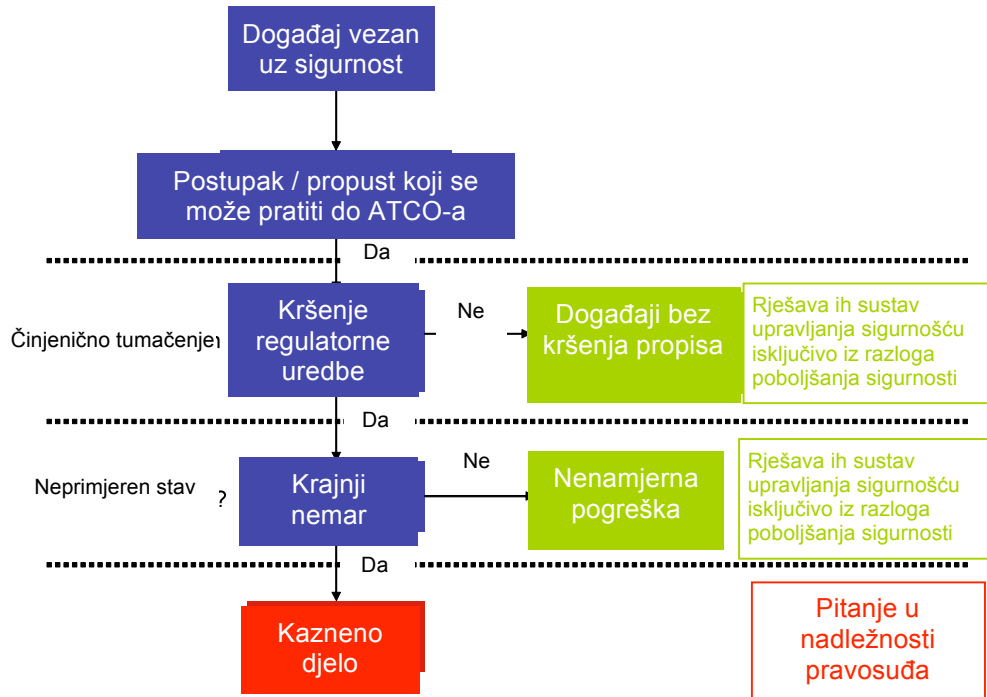 Događaj vezan
uz sigurnost
Postupak / propust koji se
može pratiti do ATCO-a
Da
Činjenično tumačenje
Kršenje
regulatorne
uredbe
Ne
Događaji bez
kršenja propisa
Rješava ih sustav
upravljanja sigurnošću
isključivo iz razloga
poboljšanja sigurnosti
Da
Neprimjeren stav
?
Krajnji
nemar
Ne
Nenamjerna
pogreška
Rješava ih sustav
upravljanja sigurnošću
isključivo iz razloga
poboljšanja sigurnosti
Da
Kazneno
djelo
Pitanje u
nadležnosti
pravosuđa